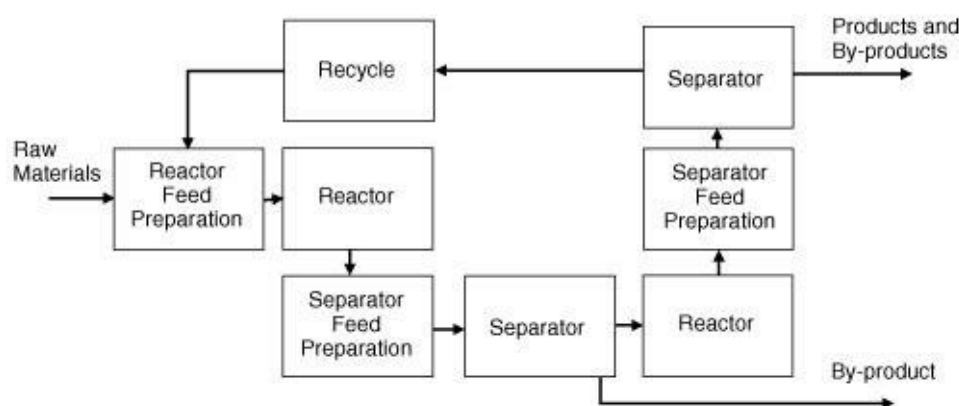 Products and
By-products
Recycle
Separator
Raw
Materials
Reactor
Feed
Preparation
Reactor
Separator
Feed
Preparation
Separator
Feed
Preparation
Separator
Reactor
By-product